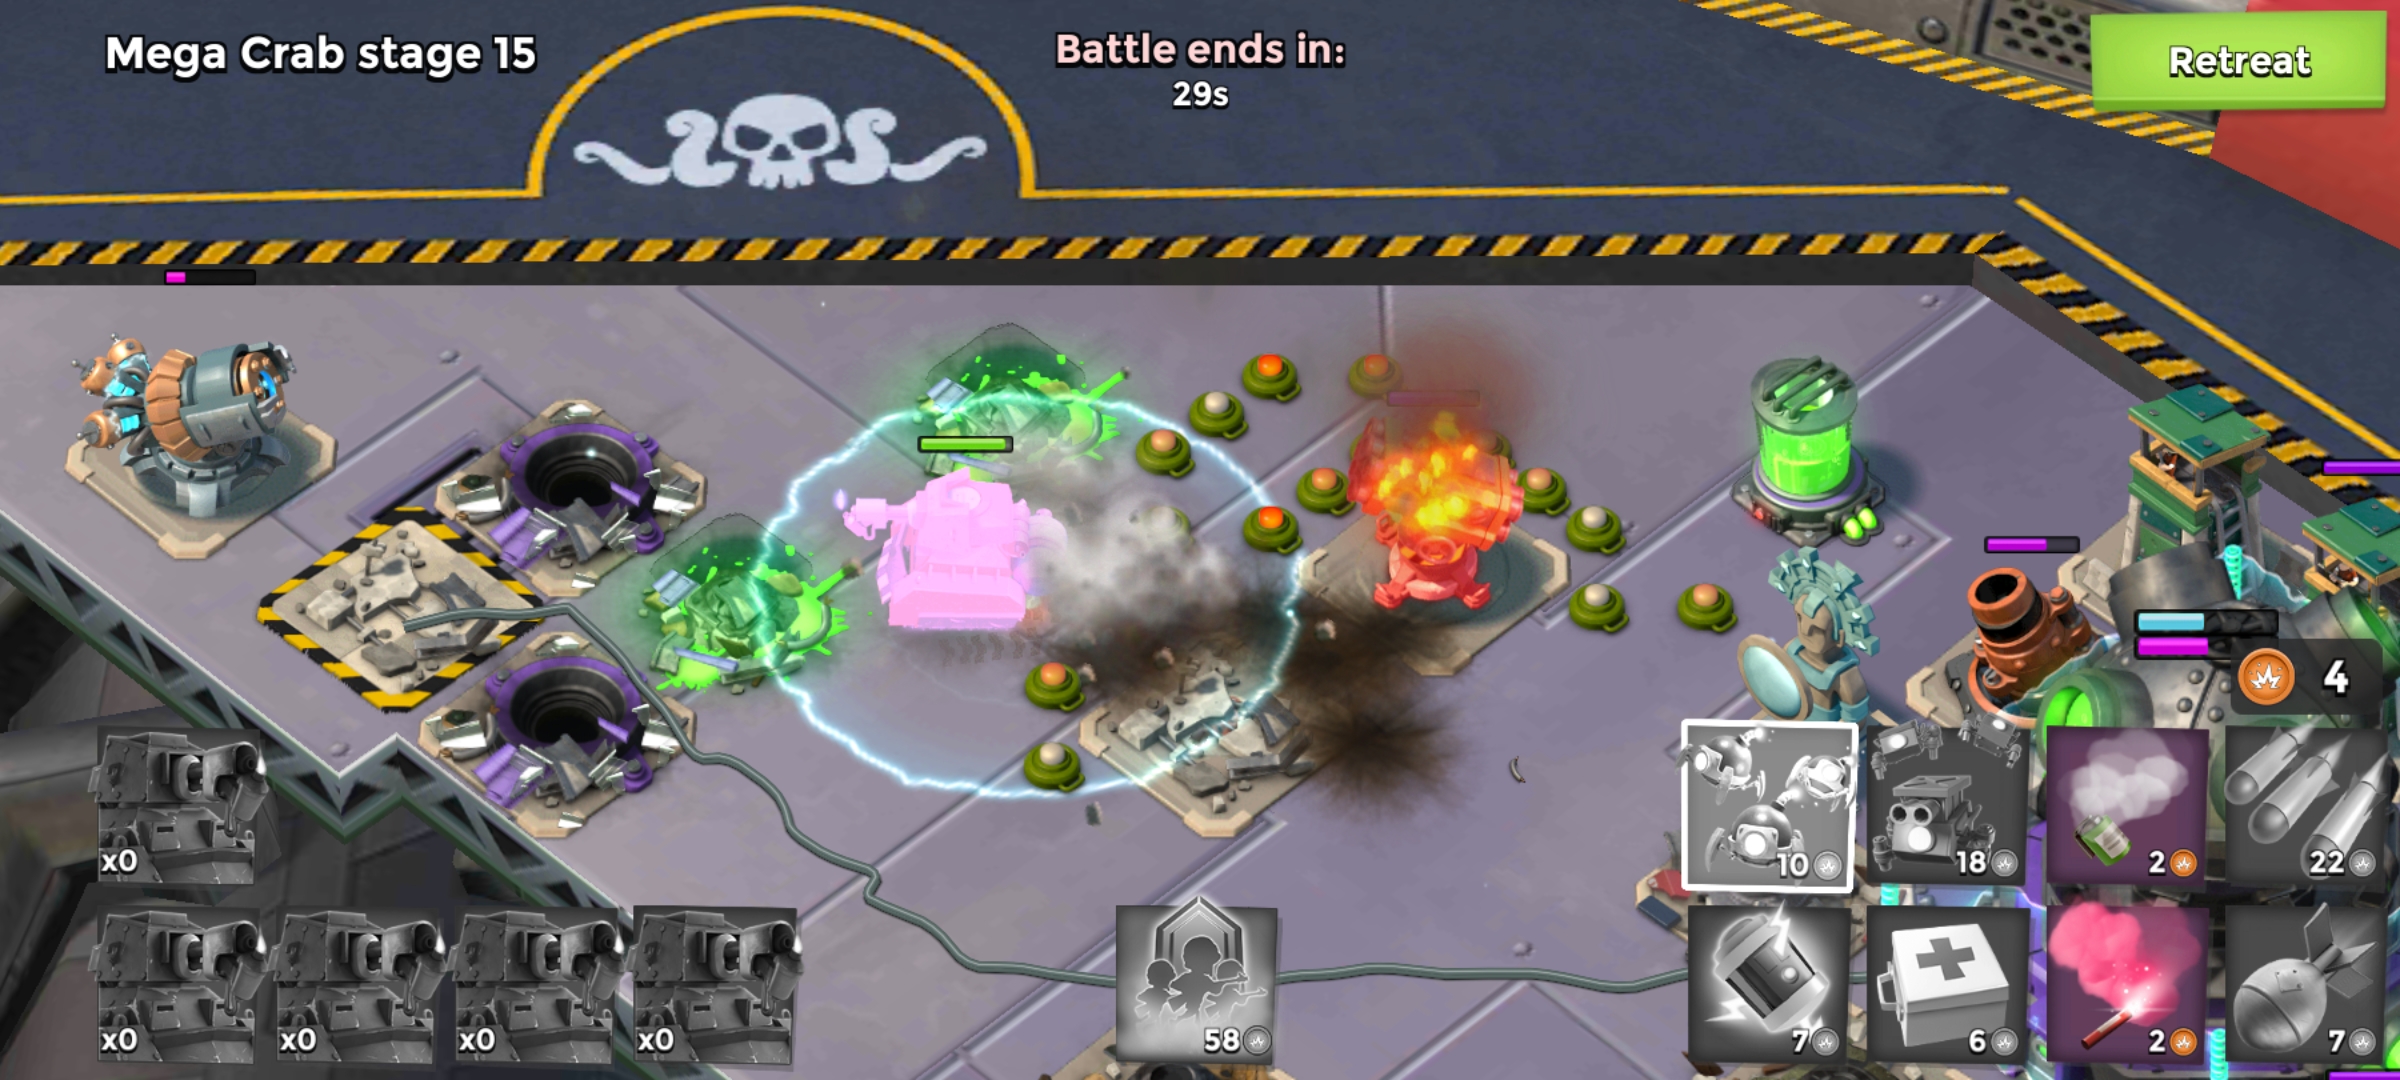 Mega Crab stage 15
Battle ends in:
29s
Retreat
4
x0
10
18
2
22
x0
x0
x0
x0
58
7
6
2
7